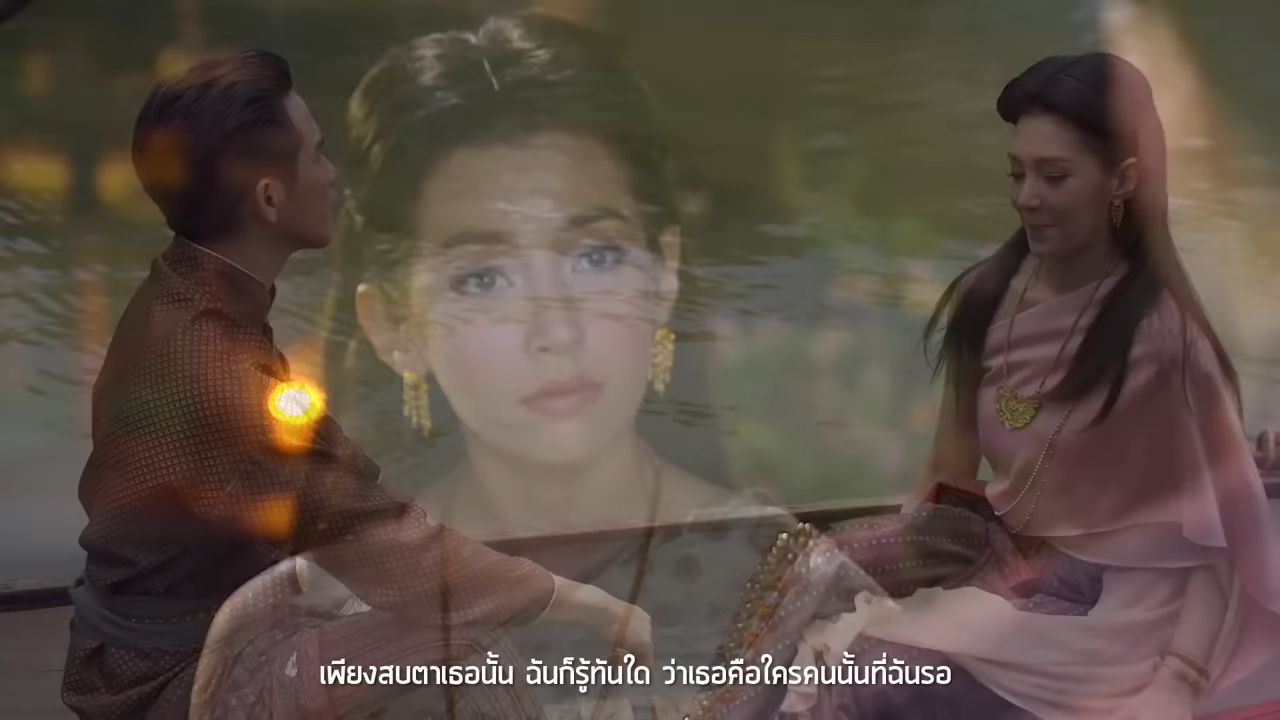 เพียงสบตาเธอนั้น ฉันก็รู้ทันใด ว่าเธอคือใครคนนั้นที่ฉันรอ